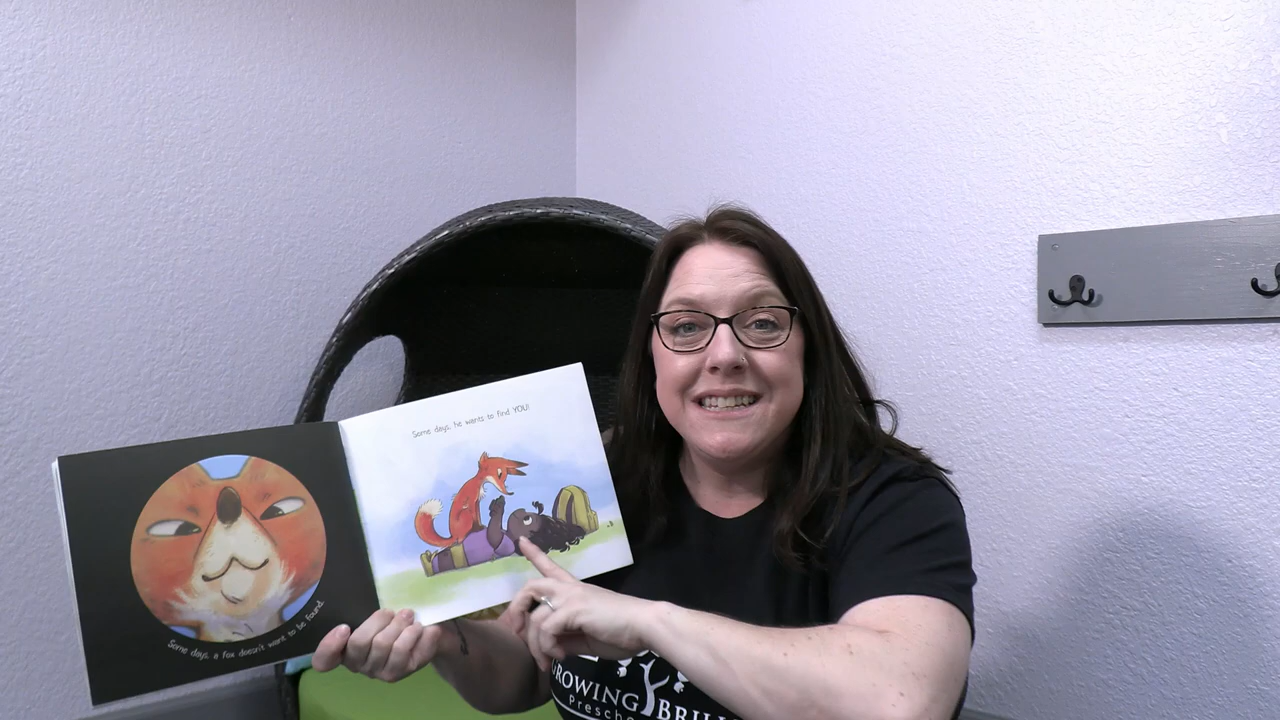 Some days, a fox doesn't want to be found.
Some days, he wants to find YOU!
GROWING BRILL
Presch